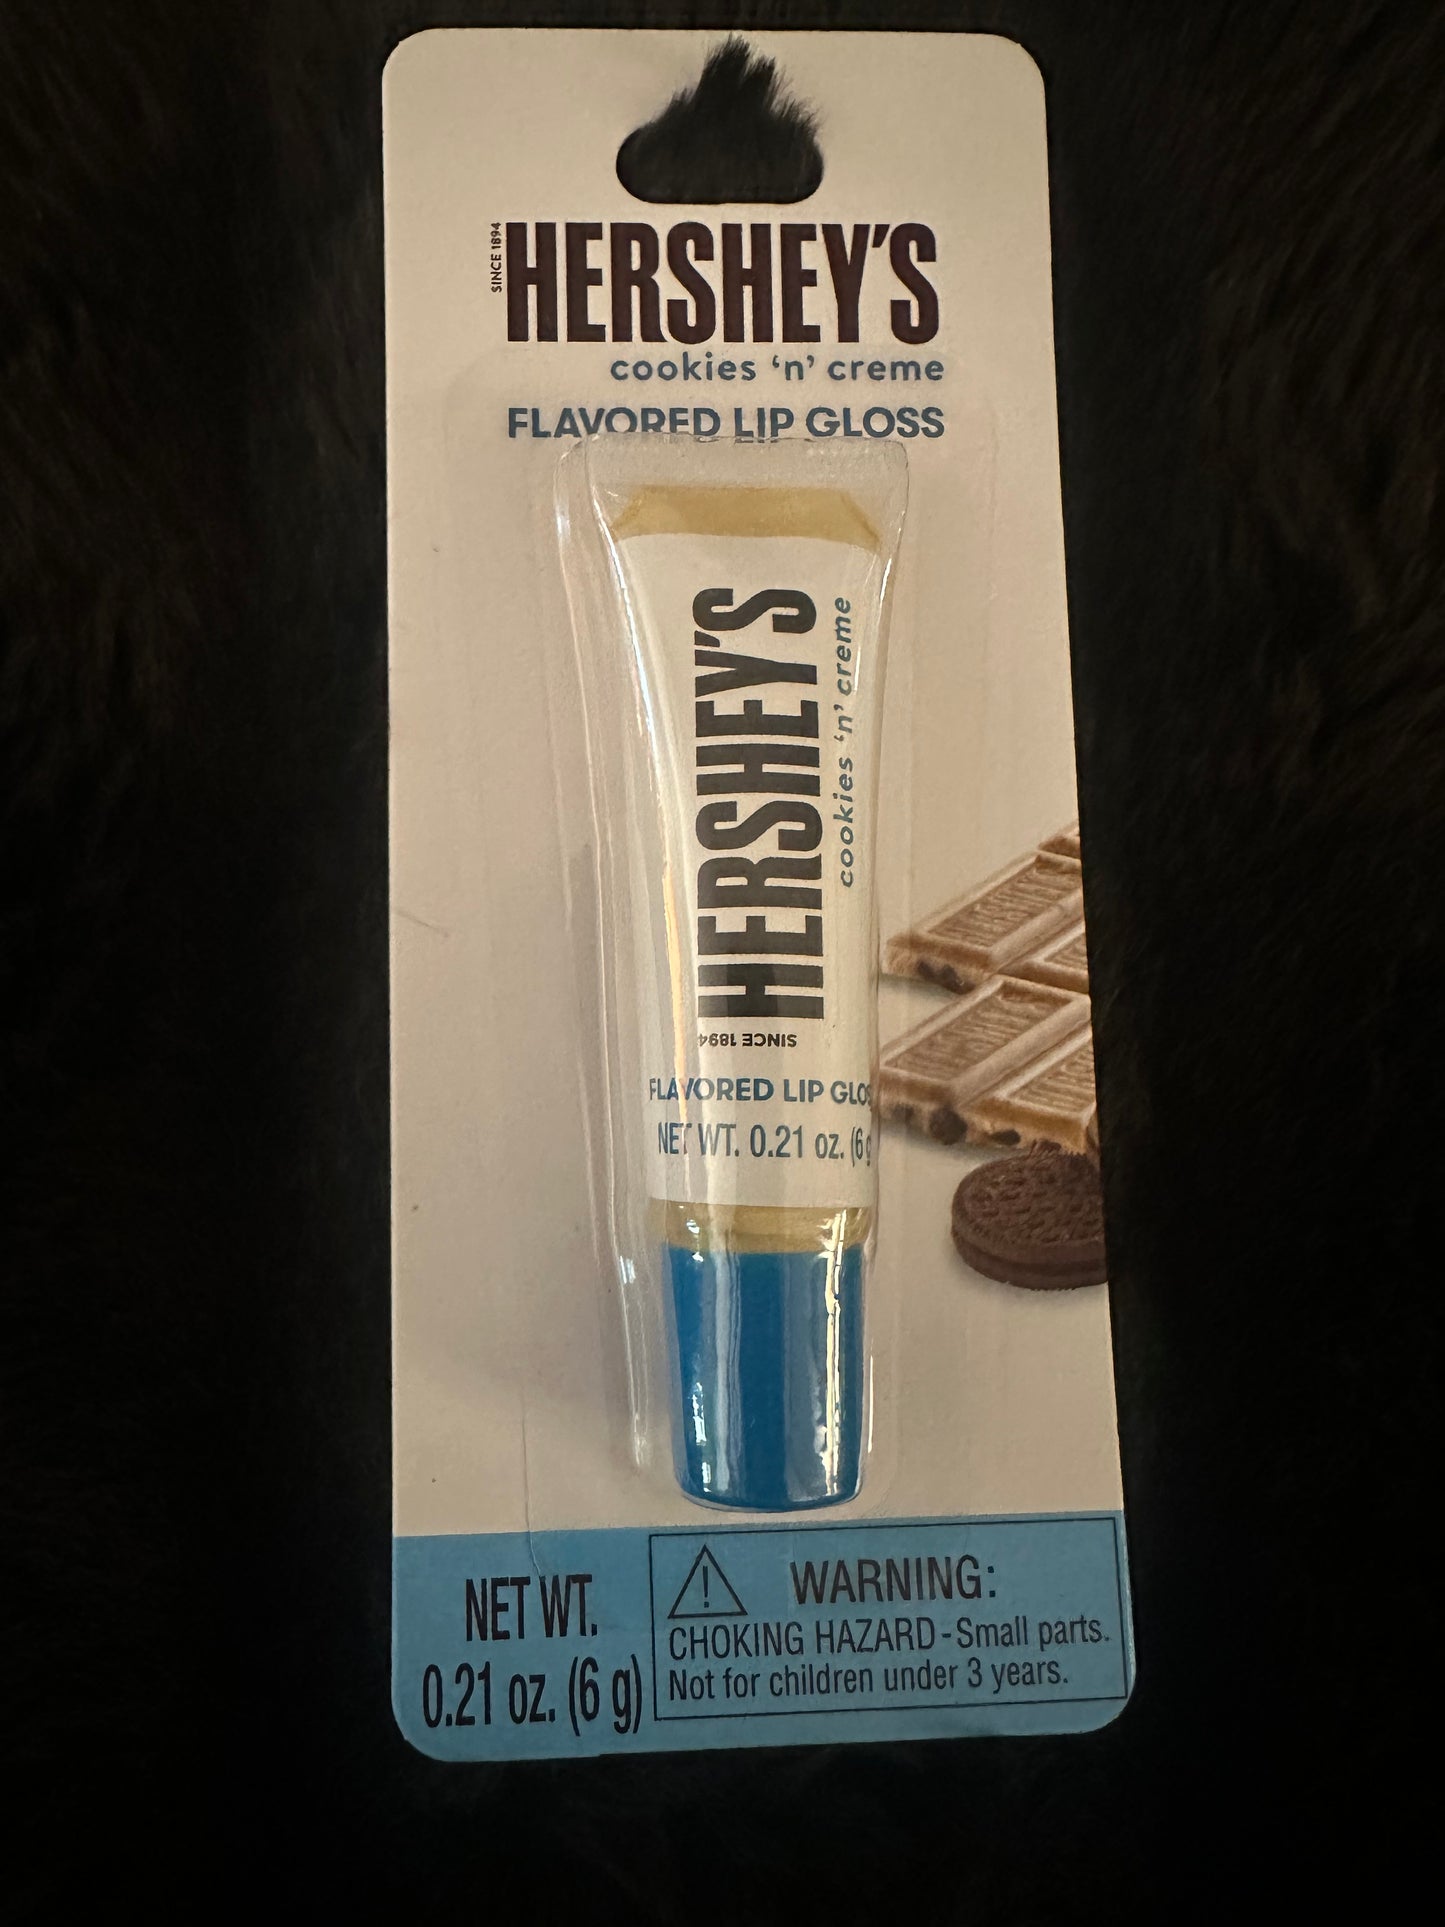 SINCE 1894
HERSHEY'S
cookies 'n' creme
FLAVORED LIP GLOSS
HERSHEY'S
cookies 'n' creme
SINCE 1894
FLAVORED LIP GLOS
NET WT. 0.21 oz. (6 g
NET WT.
0.21 oz. (6 g)
WARNING:
CHOKING HAZARD - Small parts.
Not for children under 3 years.